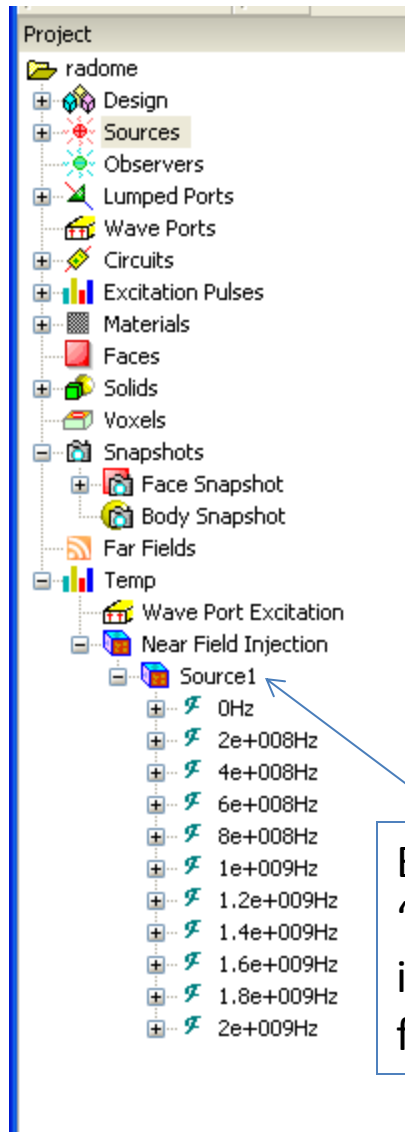 Project
radome
Design
Sources
Observers
Lumped Ports
Wave Ports
Circuits
Excitation Pulses
Materials
Faces
Solids
Voxels
Snapshots
Face Snapshot
Body Snapshot
Far Fields
Temp
Wave Port Excitation
Near Field Injection
Source1
0Hz
2e+008Hz
4e+008Hz
6e+008Hz
8e+008Hz
1e+009Hz
1.2e+009Hz
1.4e+009Hz
1.6e+009Hz
1.8e+009Hz
2e+009Hz